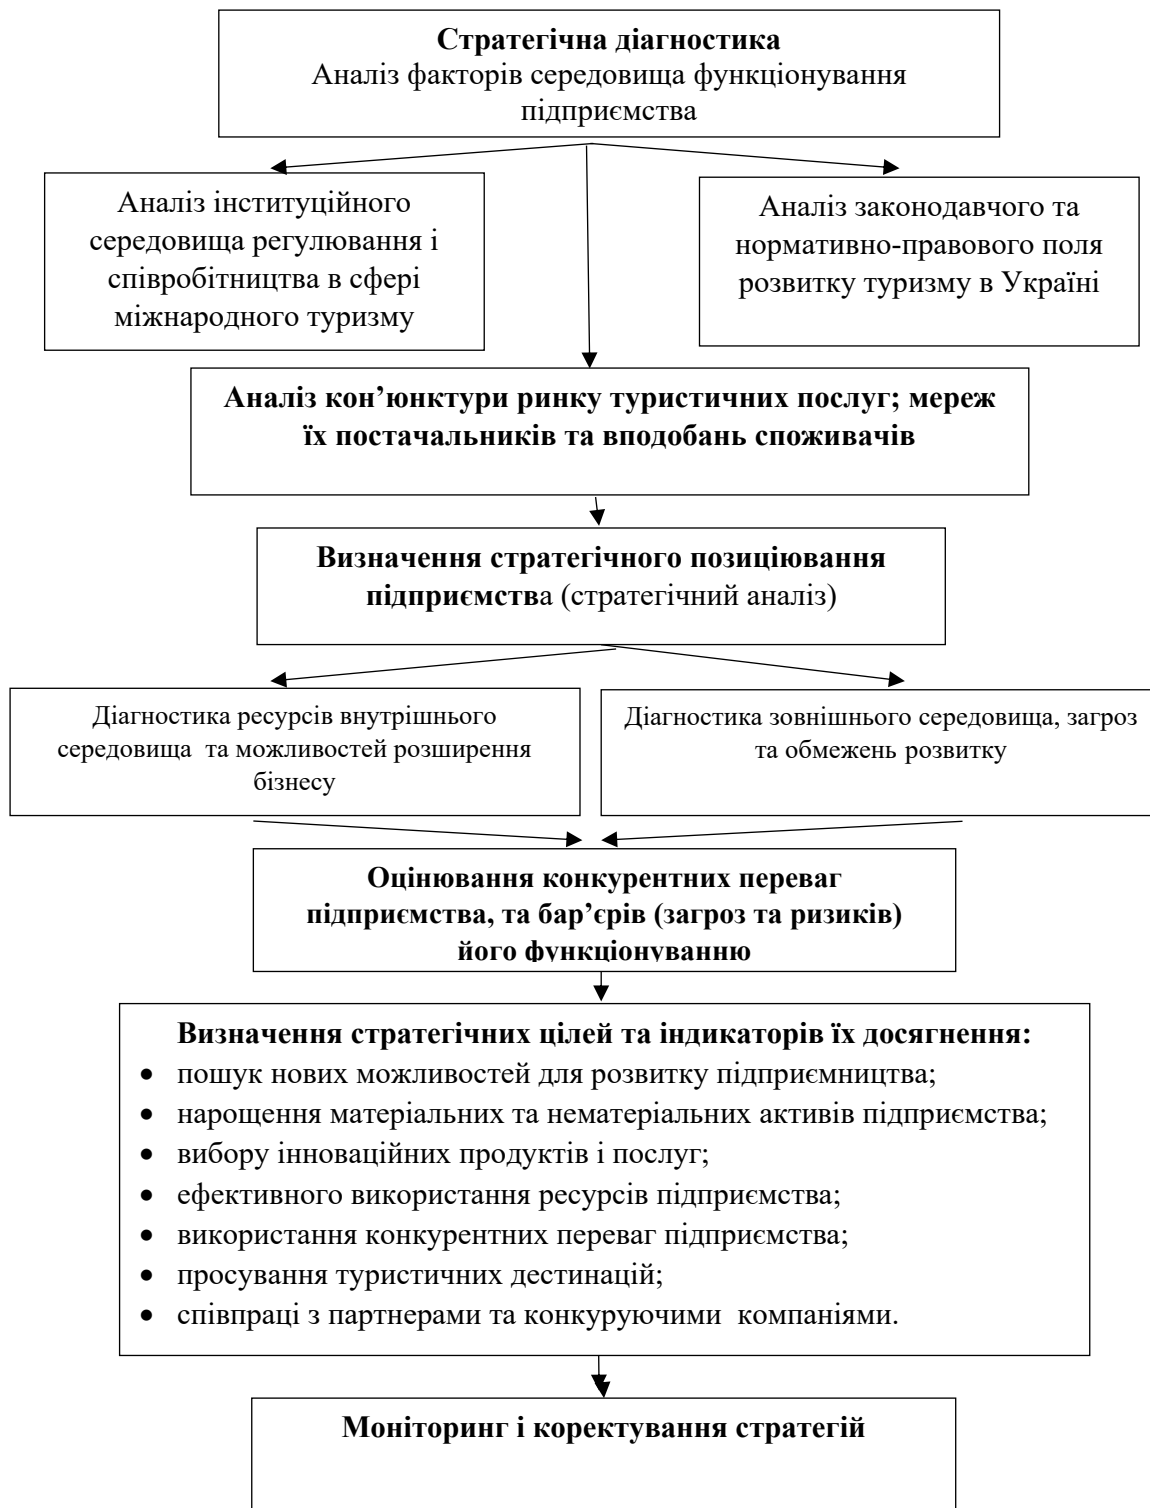 Стратегічна діагностика
Аналіз факторів середовища функціонування
підприємства
Аналіз інституційного
середовища регулювання і
співробітництва в сфері
міжнародного туризму
Аналіз законодавчого та
нормативно-правового поля
розвитку туризму в Україні
Аналіз кон’юнктури ринку туристичних послуг; мереж
їх постачальників та вподобань споживачів
Визначення стратегічного позиціювання
підприємства (стратегічний аналіз)
Діагностика ресурсів внутрішнього
середовища та можливостей розширення
бізнесу
Діагностика зовнішнього середовища, загроз
та обмежень розвитку
Оцінювання конкурентних переваг
підприємства, та бар’єрів (загроз та ризиків)
його функціонуванню
Визначення стратегічних цілей та індикаторів їх досягнення:
• пошук нових можливостей для розвитку підприємництва;
• нарощення матеріальних та нематеріальних активів підприємства;
• вибору інноваційних продуктів і послуг;
• ефективного використання ресурсів підприємства;
• використання конкурентних переваг підприємства;
• просування туристичних дестинацій;
• співпраці з партнерами та конкуруючими компаніями.
Моніторинг і коректування стратегій